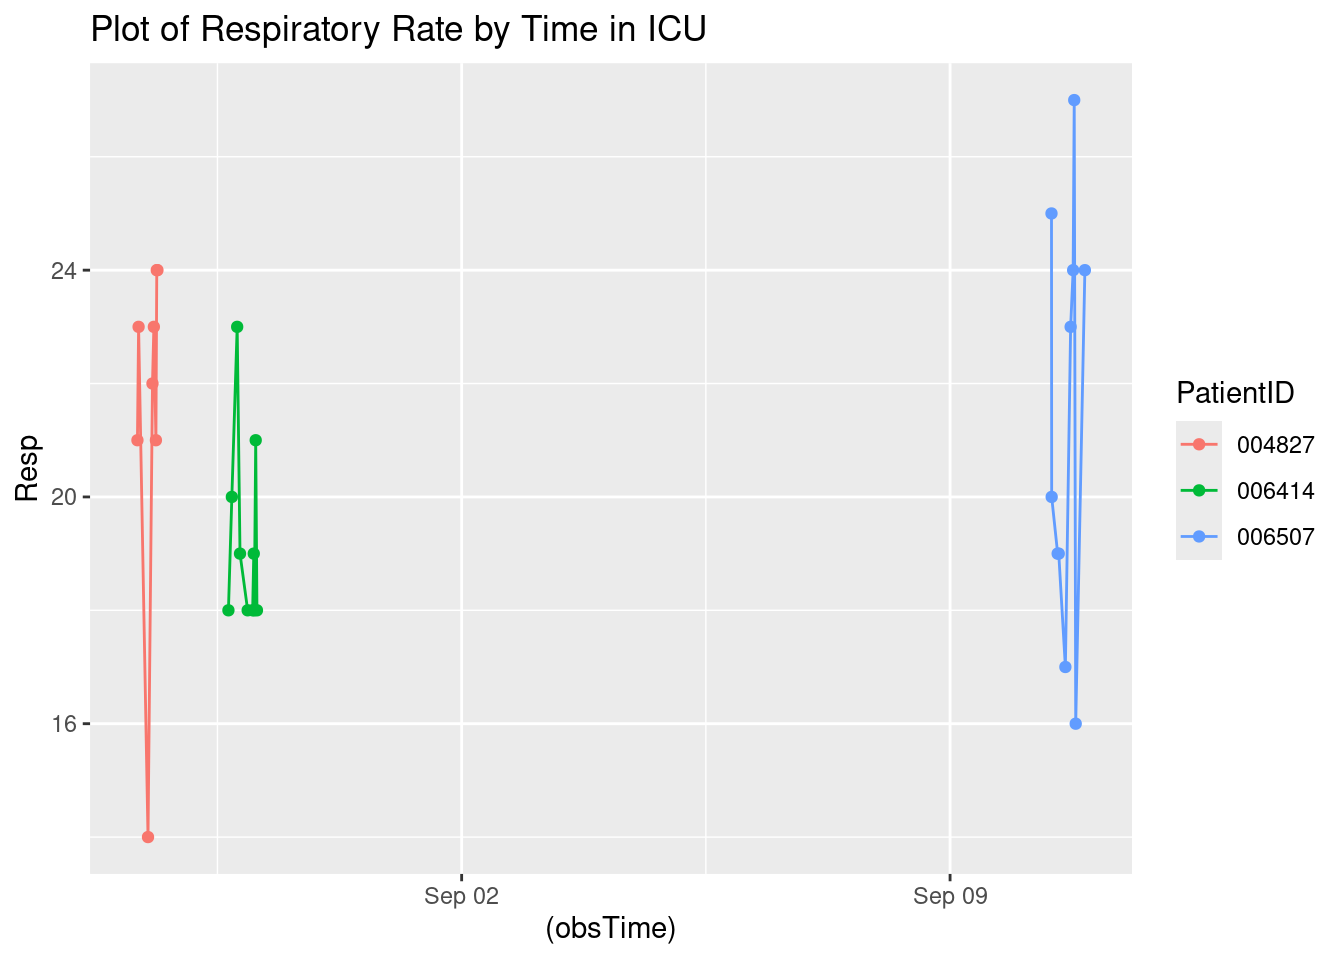 Plot of Respiratory Rate by Time in ICU
Resp
24
20
16
Sep 02
Sep 09
(obsTime)
PatientID
004827
006414
006507